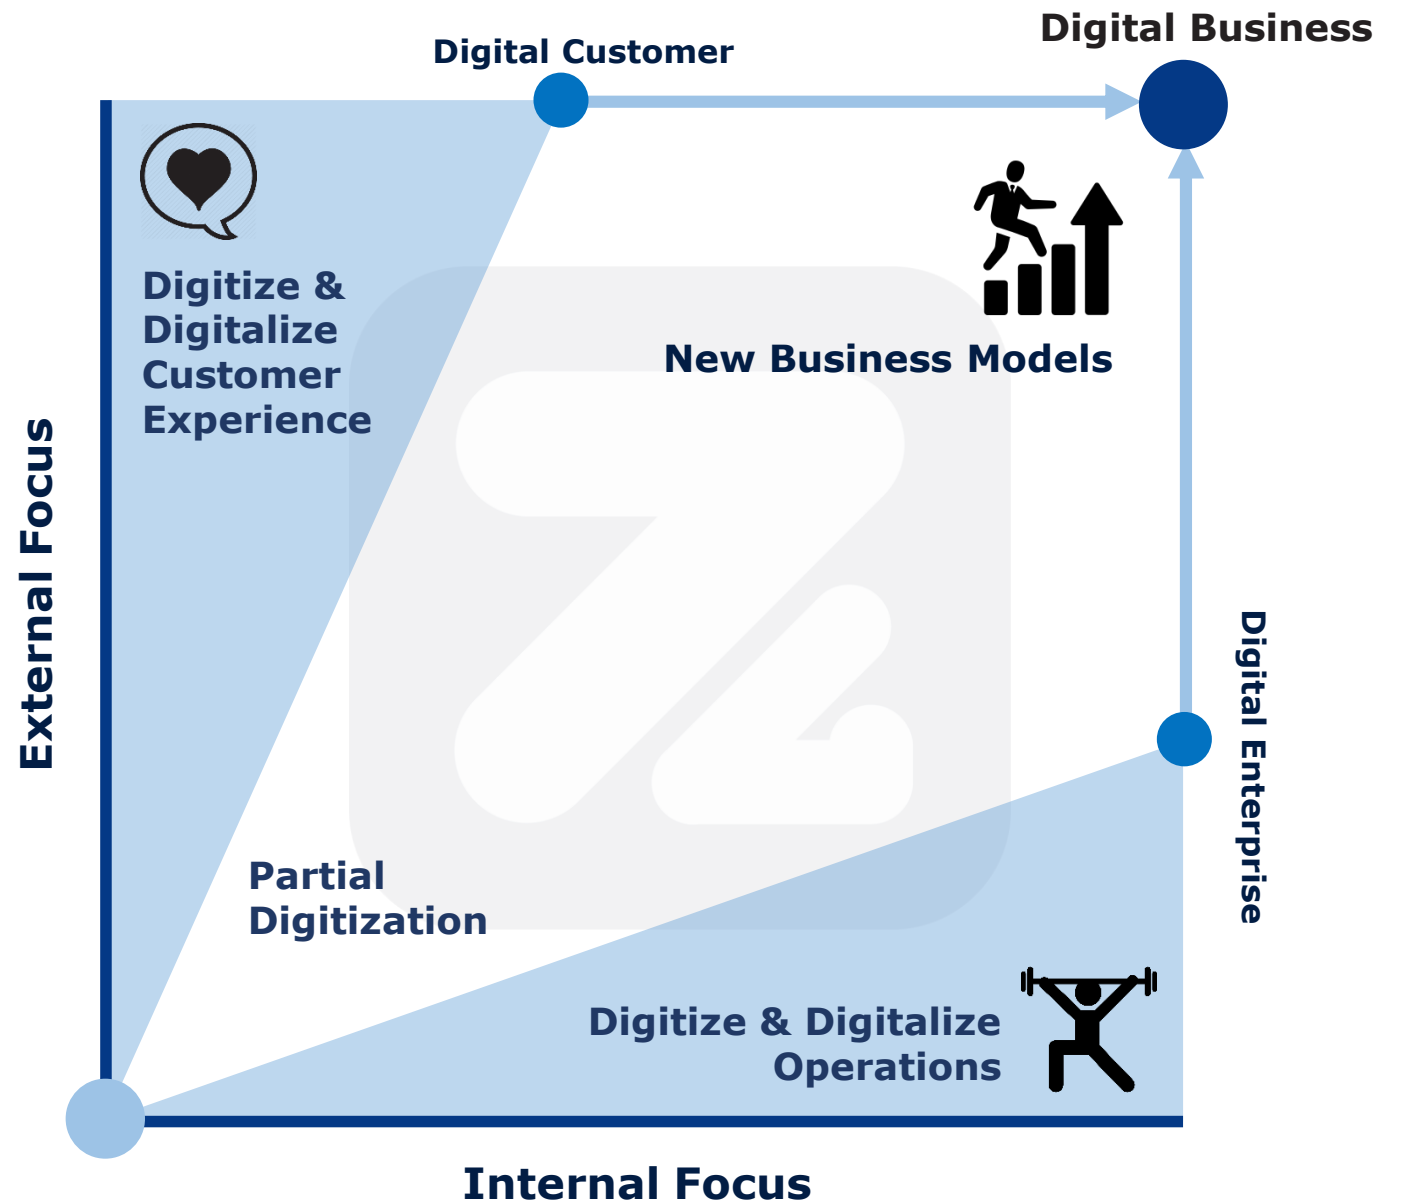 Digital Business
Digital Customer
Digitize &
Digitalize
Customer
Experience
New Business Models
External Focus
Digital Enterprise
Partial
Digitization
Digitize & Digitalize
Operations
Internal Focus